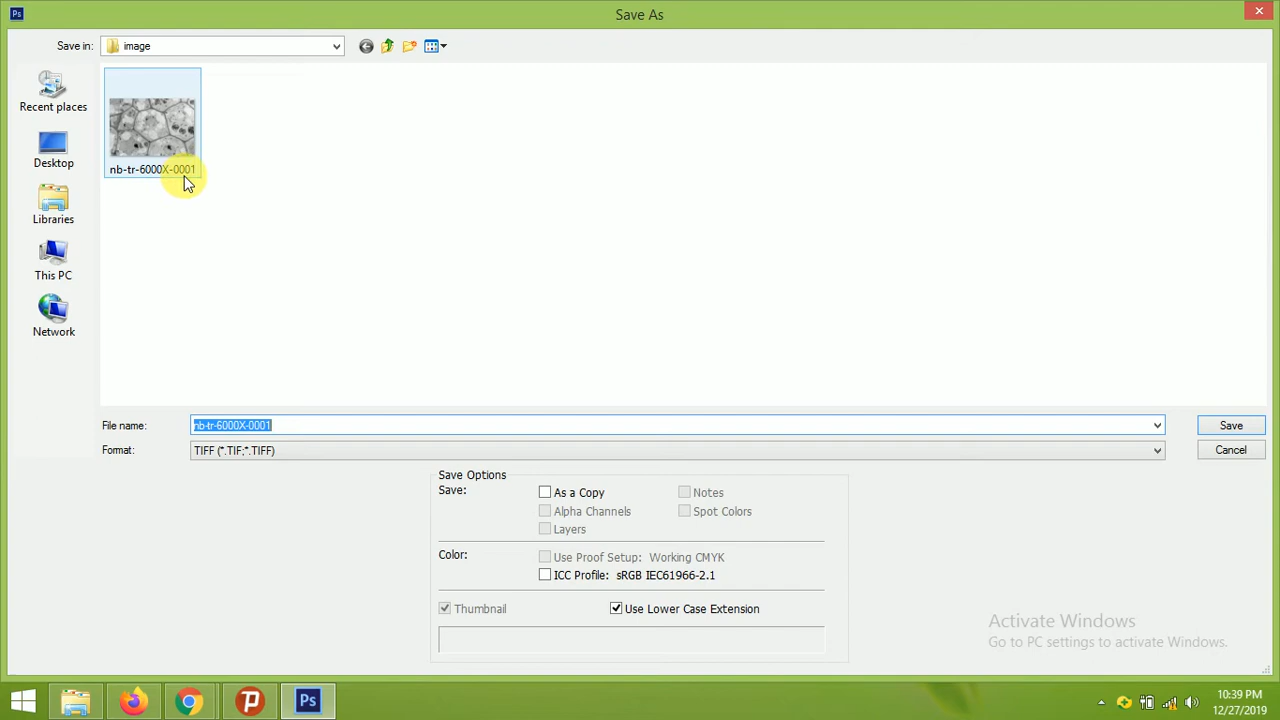 Ps
Save As
Save in: image
Recent places
Desktop
Libraries
This PC
Network
nb-tr-6000X-0001
File name: nb-tr-6000X-0001
Save
Format: TIFF (*.TIF;*.TIFF)
Cancel
Save Options
Save: As a Copy Notes
Alpha Channels Spot Colors
Layers
Color: Use Proof Setup: Working CMYK
ICC Profile: sRGB IEC61966-2.1
Thumbnail Use Lower Case Extension
Activate Windows
Go to PC settings to activate Windows.
Ps
10:39 PM
12/27/2019